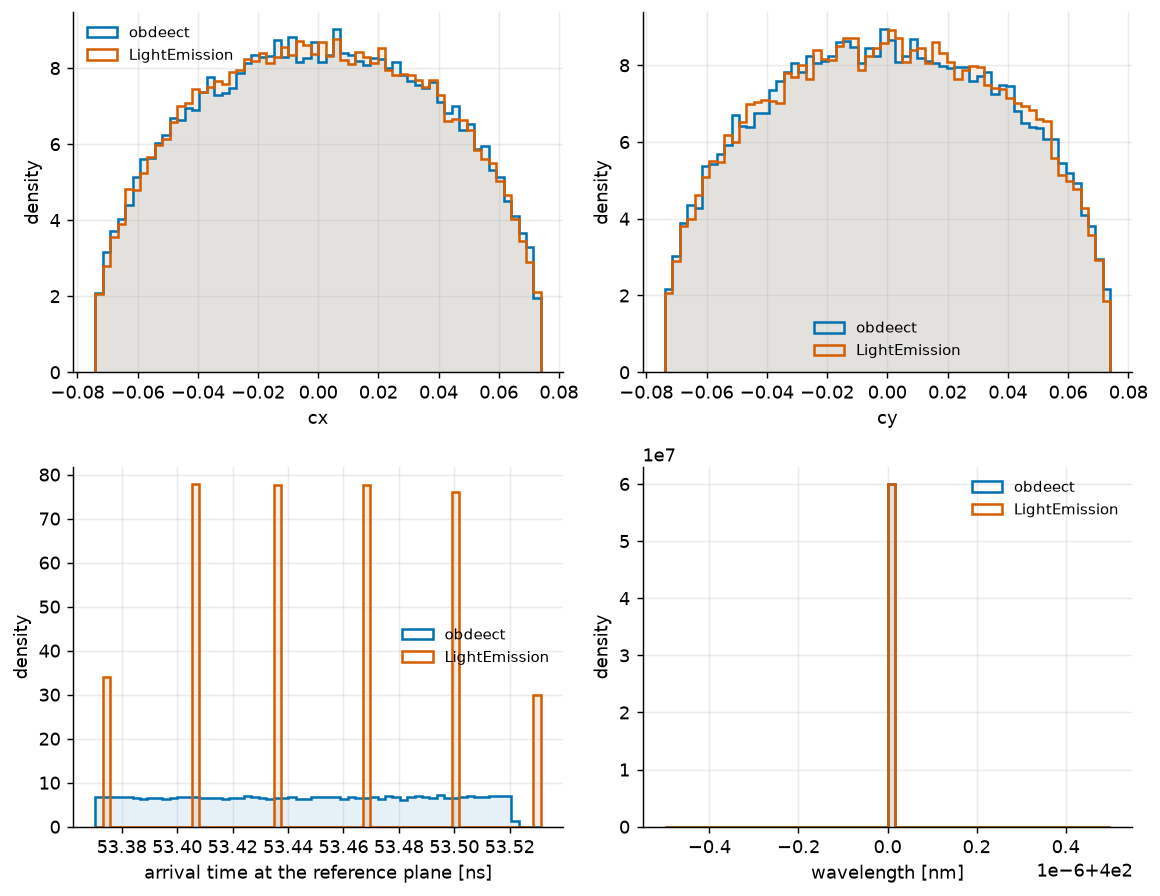 obdeect
LightEmission
density
0
2
4
6
8
−0.08 −0.06 −0.04 −0.02 0.00 0.02 0.04 0.06 0.08
cx
density
0
2
4
6
8
obdeect
LightEmission
−0.08 −0.06 −0.04 −0.02 0.00 0.02 0.04 0.06 0.08
cy
density
0
10
20
30
40
50
60
70
80
obdeect
LightEmission
53.38 53.40 53.42 53.44 53.46 53.48 53.50 53.52
arrival time at the reference plane [ns]
1e7
density
0
1
2
3
4
5
6
obdeect
LightEmission
−0.4 −0.2 0.0 0.2 0.4
1e−6+4e2
wavelength [nm]